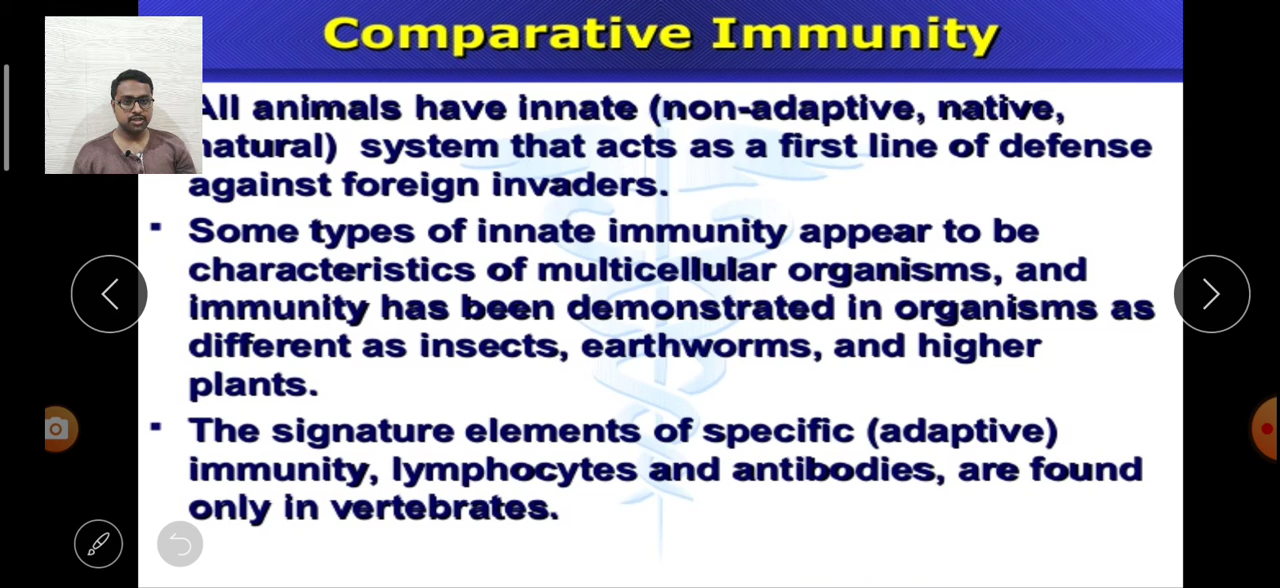 Comparative Immunity
All animals have innate (non-adaptive, native,
natural) system that acts as a first line of defense
against foreign invaders.
▪ Some types of innate immunity appear to be
characteristics of multicellular organisms, and
immunity has been demonstrated in organisms as
different as insects, earthworms, and higher
plants.
▪ The signature elements of specific (adaptive)
immunity, lymphocytes and antibodies, are found
only in vertebrates.